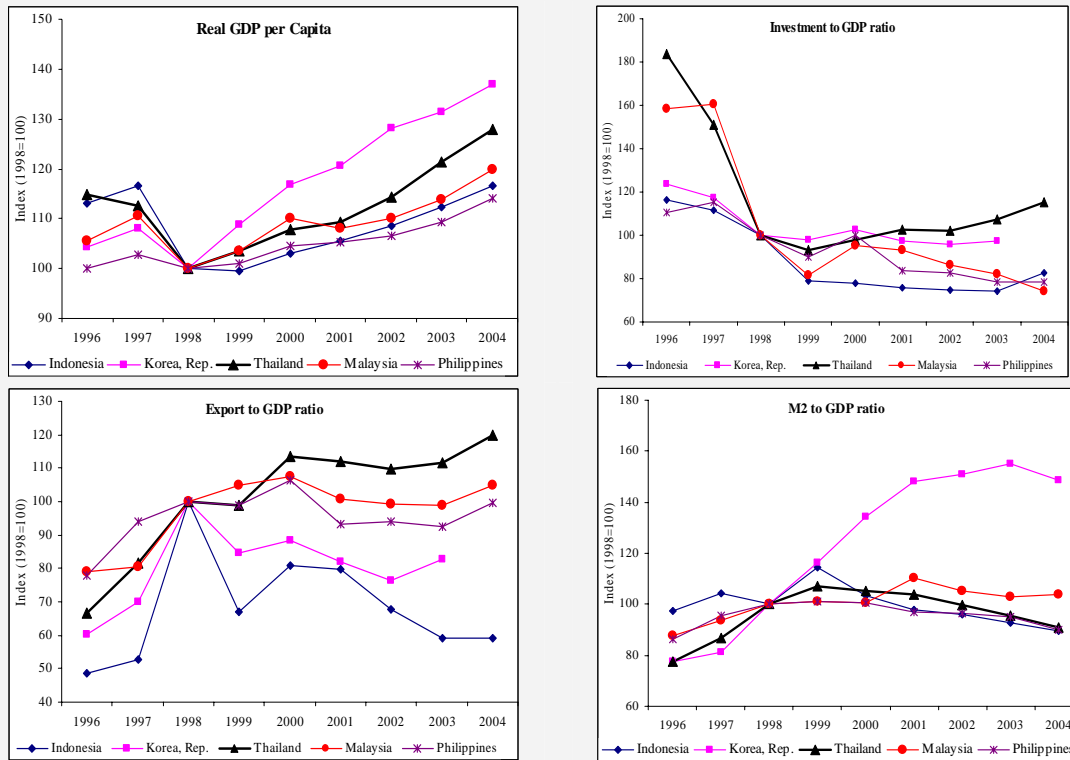 Real GDP per Capita
Index (1998=100)
150
140
130
120
110
100
90
1996 1997 1998 1999 2000 2001 2002 2003 2004
Indonesia Korea, Rep. Thailand Malaysia Philippines
Investment to GDP ratio
Index (1998=100)
200
180
160
140
120
100
80
60
1996 1997 1998 1999 2000 2001 2002 2003 2004
Indonesia Korea, Rep. Thailand Malaysia Philippines
Export to GDP ratio
Index (1998=100)
130
120
110
100
90
80
70
60
50
40
1996 1997 1998 1999 2000 2001 2002 2003 2004
Indonesia Korea, Rep. Thailand Malaysia Philippines
M2 to GDP ratio
Index (1998=100)
180
160
140
120
100
80
60
1996 1997 1998 1999 2000 2001 2002 2003 2004
Indonesia Korea, Rep. Thailand Malaysia Philippines